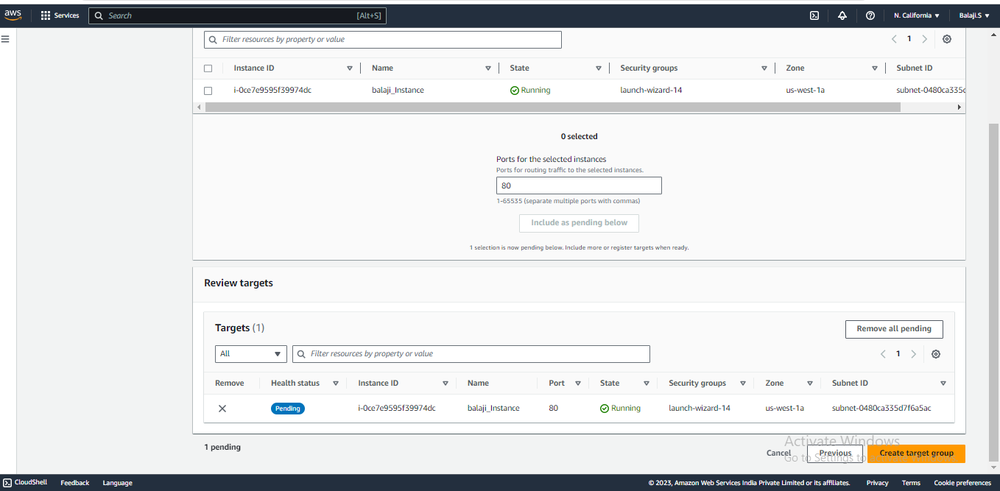 aws Services Search [Alt+S] N. California Balaji.S
Filter resources by property or value 1
Instance ID Name State Security groups Zone Subnet ID
i-0ce7e9595f39974dc balaji_Instance Running launch-wizard-14 us-west-1a subnet-0480ca335d
0 selected
Ports for the selected instances
Ports for routing traffic to the selected instances.
80
1-65535 (separate multiple ports with commas)
Include as pending below
1 selection is now pending below. Include more or register targets when ready.
Review targets
Targets (1) Remove all pending
All Filter resources by property or value 1
Remove Health status Instance ID Name Port State Security groups Zone Subnet ID
Pending i-0ce7e9595f39974dc balaji_Instance 80 Running launch-wizard-14 us-west-1a subnet-0480ca335d7f6a5ac
1 pending
Activate Windows
Cancel Previous Create target group
Go to Settings to
CloudShell Feedback Language © 2023, Amazon Web Services India Private Limited or its affiliates. Privacy Terms Cookie preferences